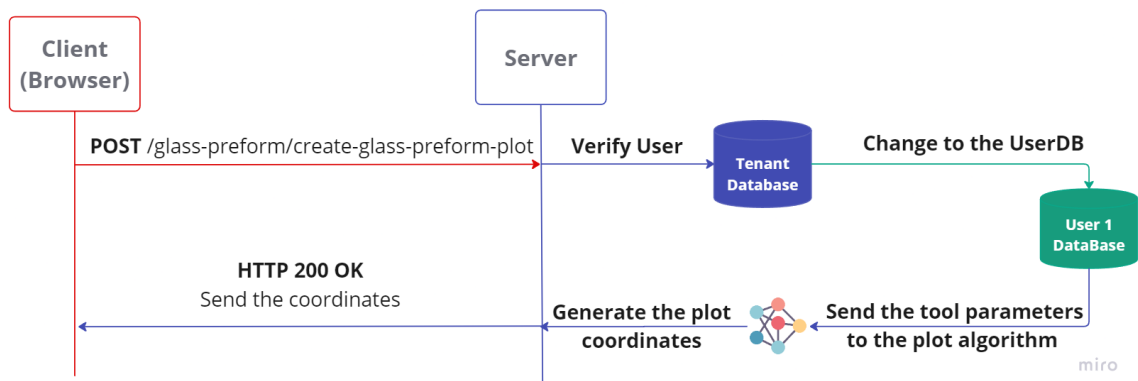 Client
(Browser)
Server
POST /glass-preform/create-glass-preform-plot
Verify User
Tenant
Database
Change to the UserDB
User 1
DataBase
HTTP 200 OK
Send the coordinates
Generate the plot
coordinates
Send the tool parameters
to the plot algorithm
miro